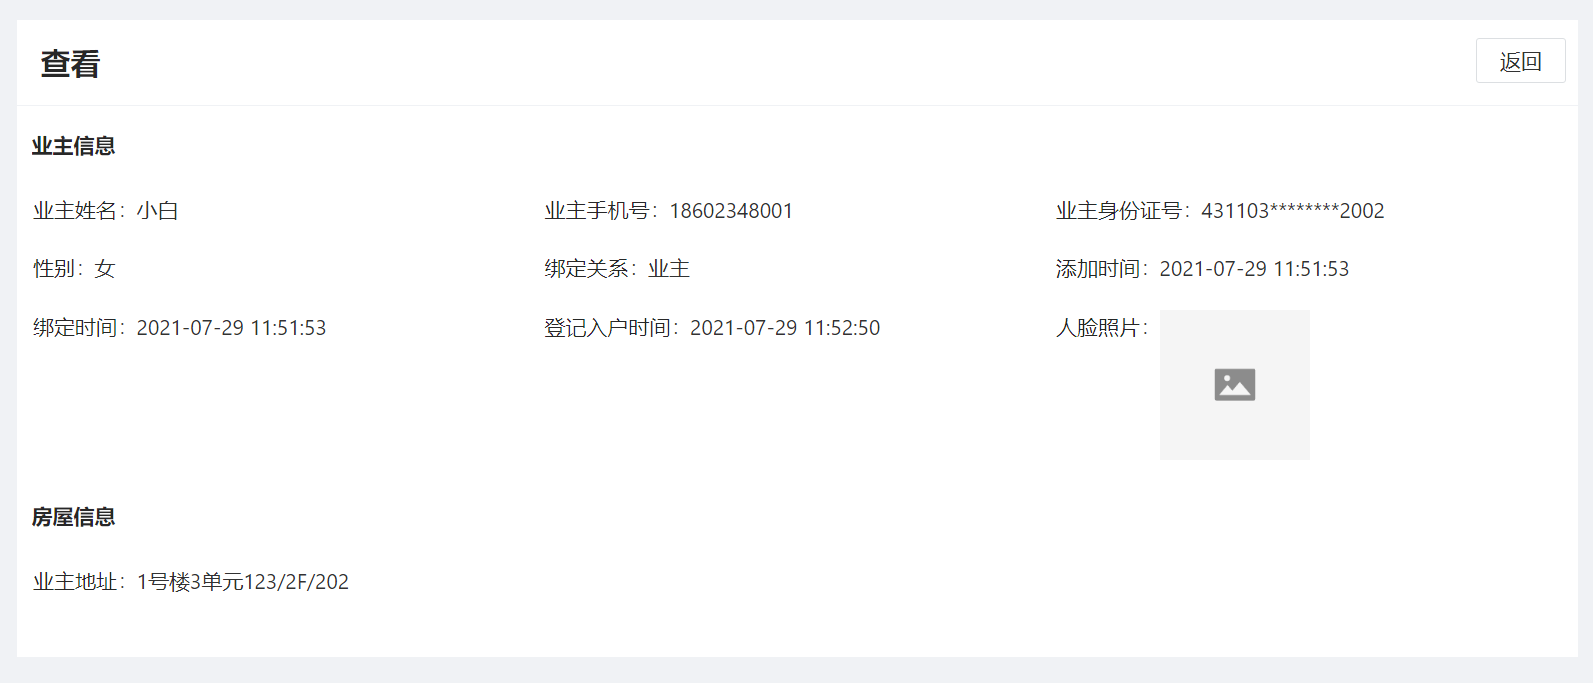 查看
返回
业主信息
业主姓名：小白
业主手机号：18602348001
业主身份证号：431103********2002
性别：女
绑定关系：业主
添加时间：2021-07-29 11:51:53
绑定时间：2021-07-29 11:51:53
登记入户时间：2021-07-29 11:52:50
人脸照片：
房屋信息
业主地址：1号楼3单元123/2F/202